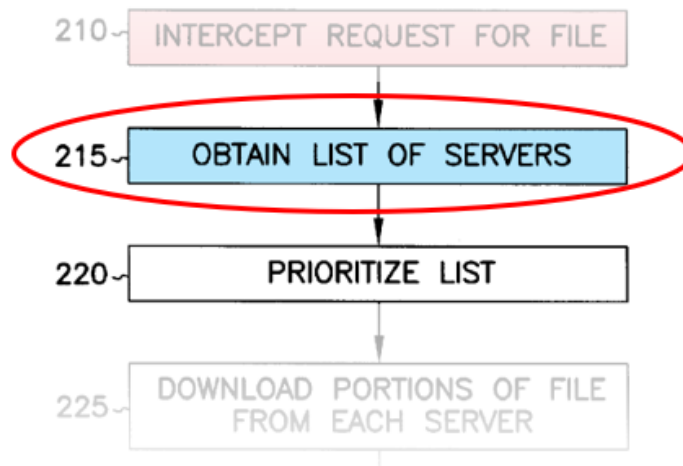 210 INTERCEPT REQUEST FOR FILE
215 OBTAIN LIST OF SERVERS
220 PRIORITIZE LIST
225 DOWNLOAD PORTIONS OF FILE
FROM EACH SERVER